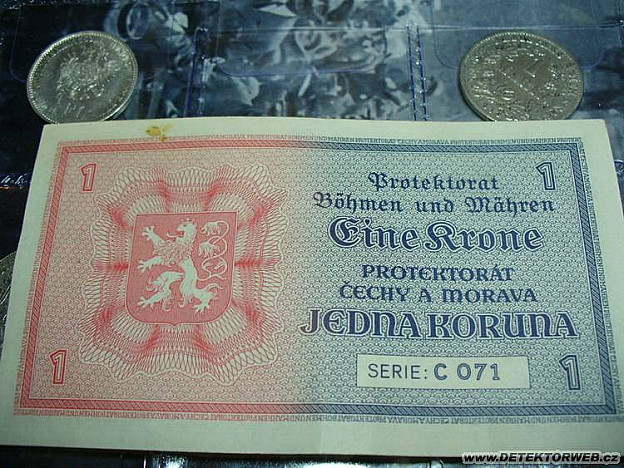 1
1
Protektorat
Böhmen und Mähren
Eine Krone
PROTEKTORÁT
ČECHY A MORAVA
JEDNA KORUNA
SERIE: C 071
1
1
www.DETEKTORWEB.cz